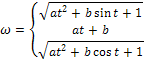 ω = { √(at² + b sin t + 1)
at + b
√(at² + b cos t + 1)